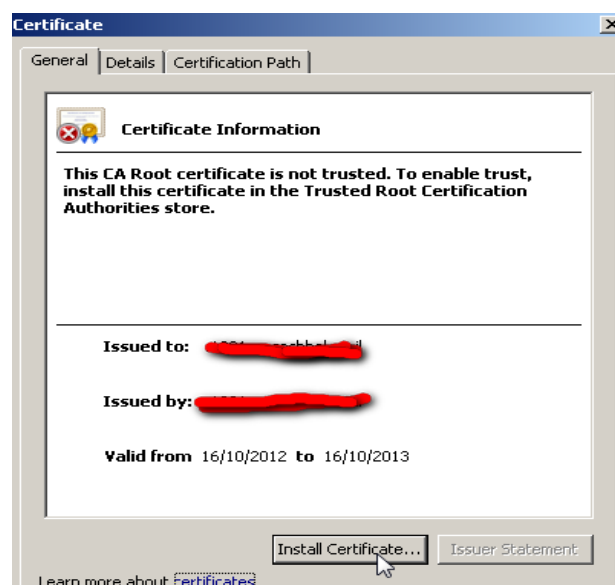 Certificate
General Details Certification Path
Certificate Information
This CA Root certificate is not trusted. To enable trust,
install this certificate in the Trusted Root Certification
Authorities store.
Issued to:
Issued by:
Valid from 16/10/2012 to 16/10/2013
Install Certificate... Issuer Statement
Learn more about certificates